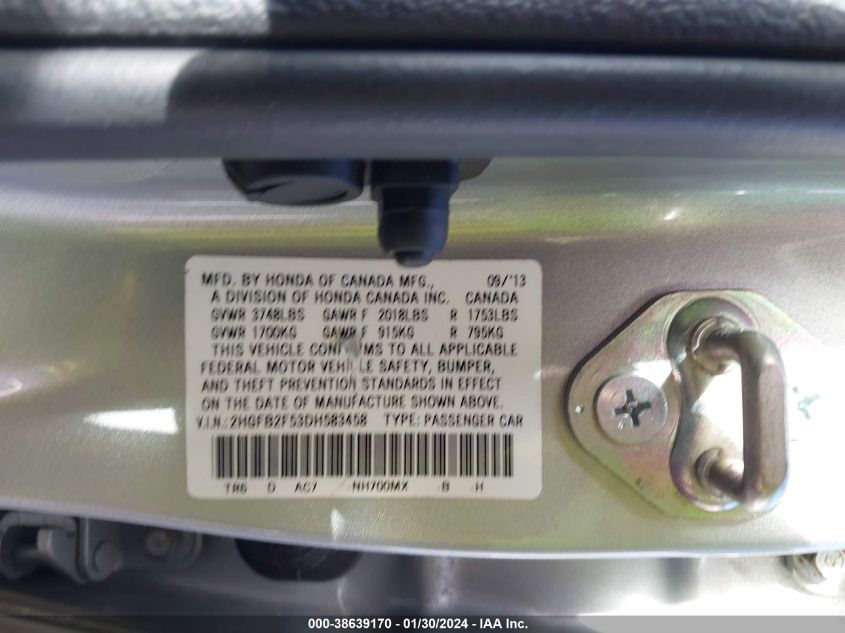 MFD. BY HONDA OF CANADA MFG., 09/'13
A DIVISION OF HONDA CANADA INC. CANADA
GVWR 3748LBS GAWR F 2018LBS R 1753LBS
GVWR 1700KG GAWR F 915KG R 795KG
THIS VEHICLE CONFORMS TO ALL APPLICABLE
FEDERAL MOTOR VEHICLE SAFETY, BUMPER,
AND THEFT PREVENTION STANDARDS IN EFFECT
ON THE DATE OF MANUFACTURE SHOWN ABOVE.
V.I.N.: 2HGFB2F53DH583458 TYPE: PASSENGER CAR
TR6 D AC7 -NH700MX -B -H
000-38639170 - 01/30/2024 - IAA Inc.